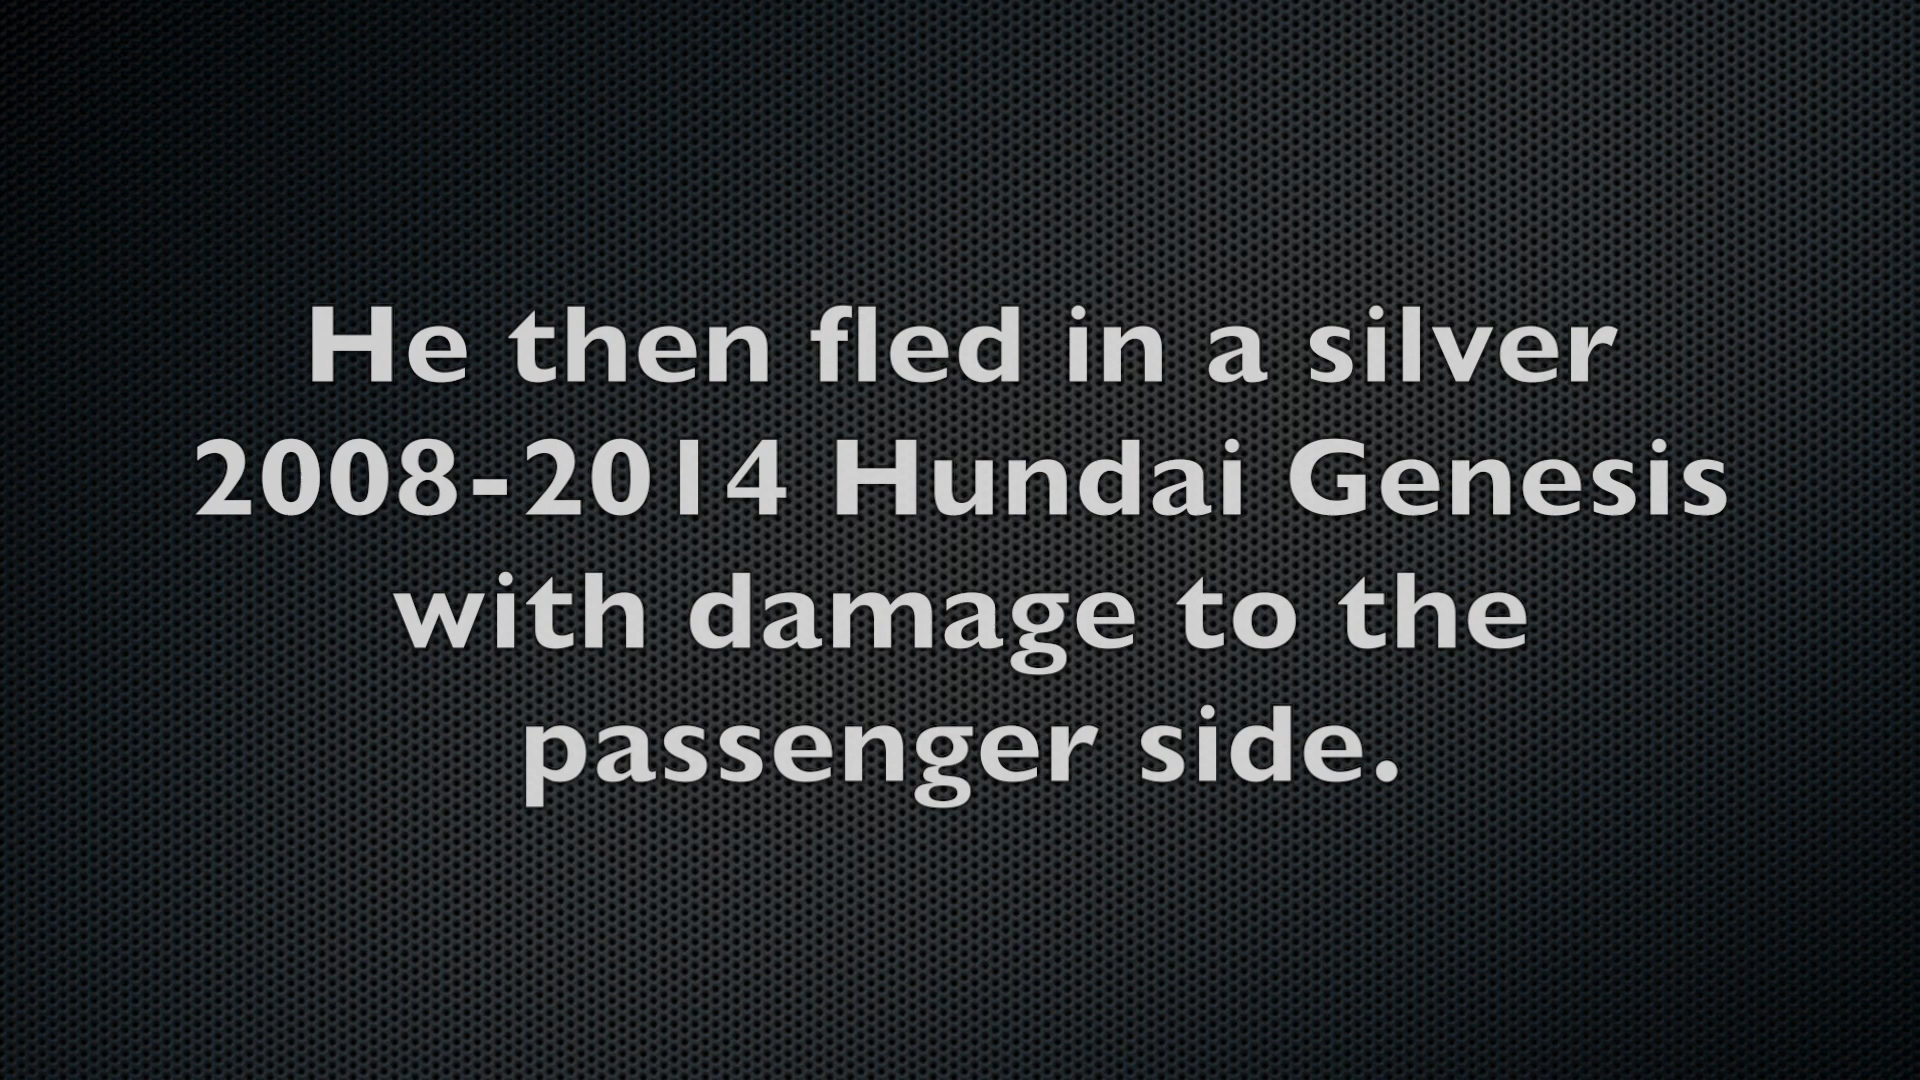 He then fled in a silver
2008-2014 Hundai Genesis
with damage to the
passenger side.